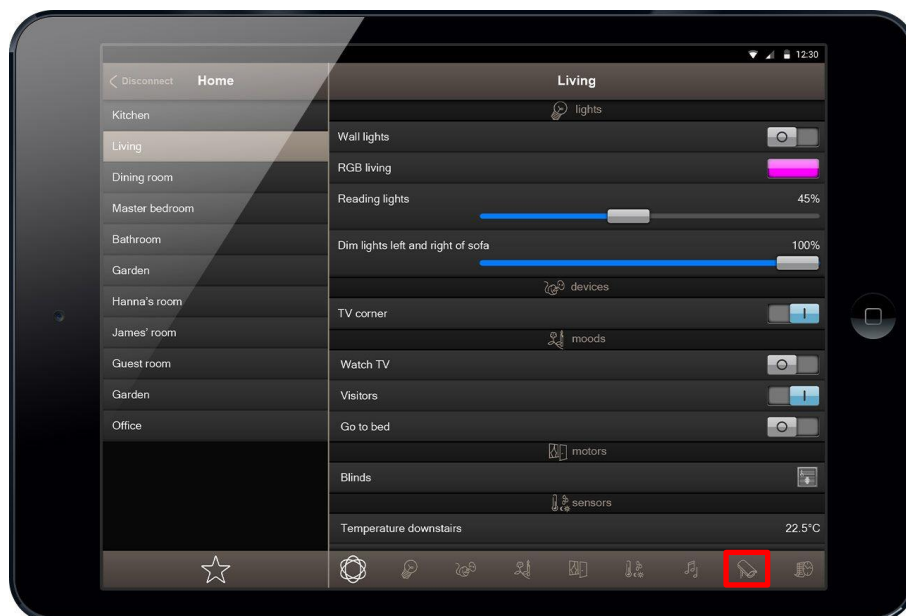 12:30
Disconnect Home
Living
Kitchen
Living
Dining room
Master bedroom
Bathroom
Garden
Hanna's room
James' room
Guest room
Garden
Office
lights
Wall lights
RGB living
Reading lights 45%
Dim lights left and right of sofa 100%
devices
TV corner
moods
Watch TV
Visitors
Go to bed
motors
Blinds
sensors
Temperature downstairs 22.5°C